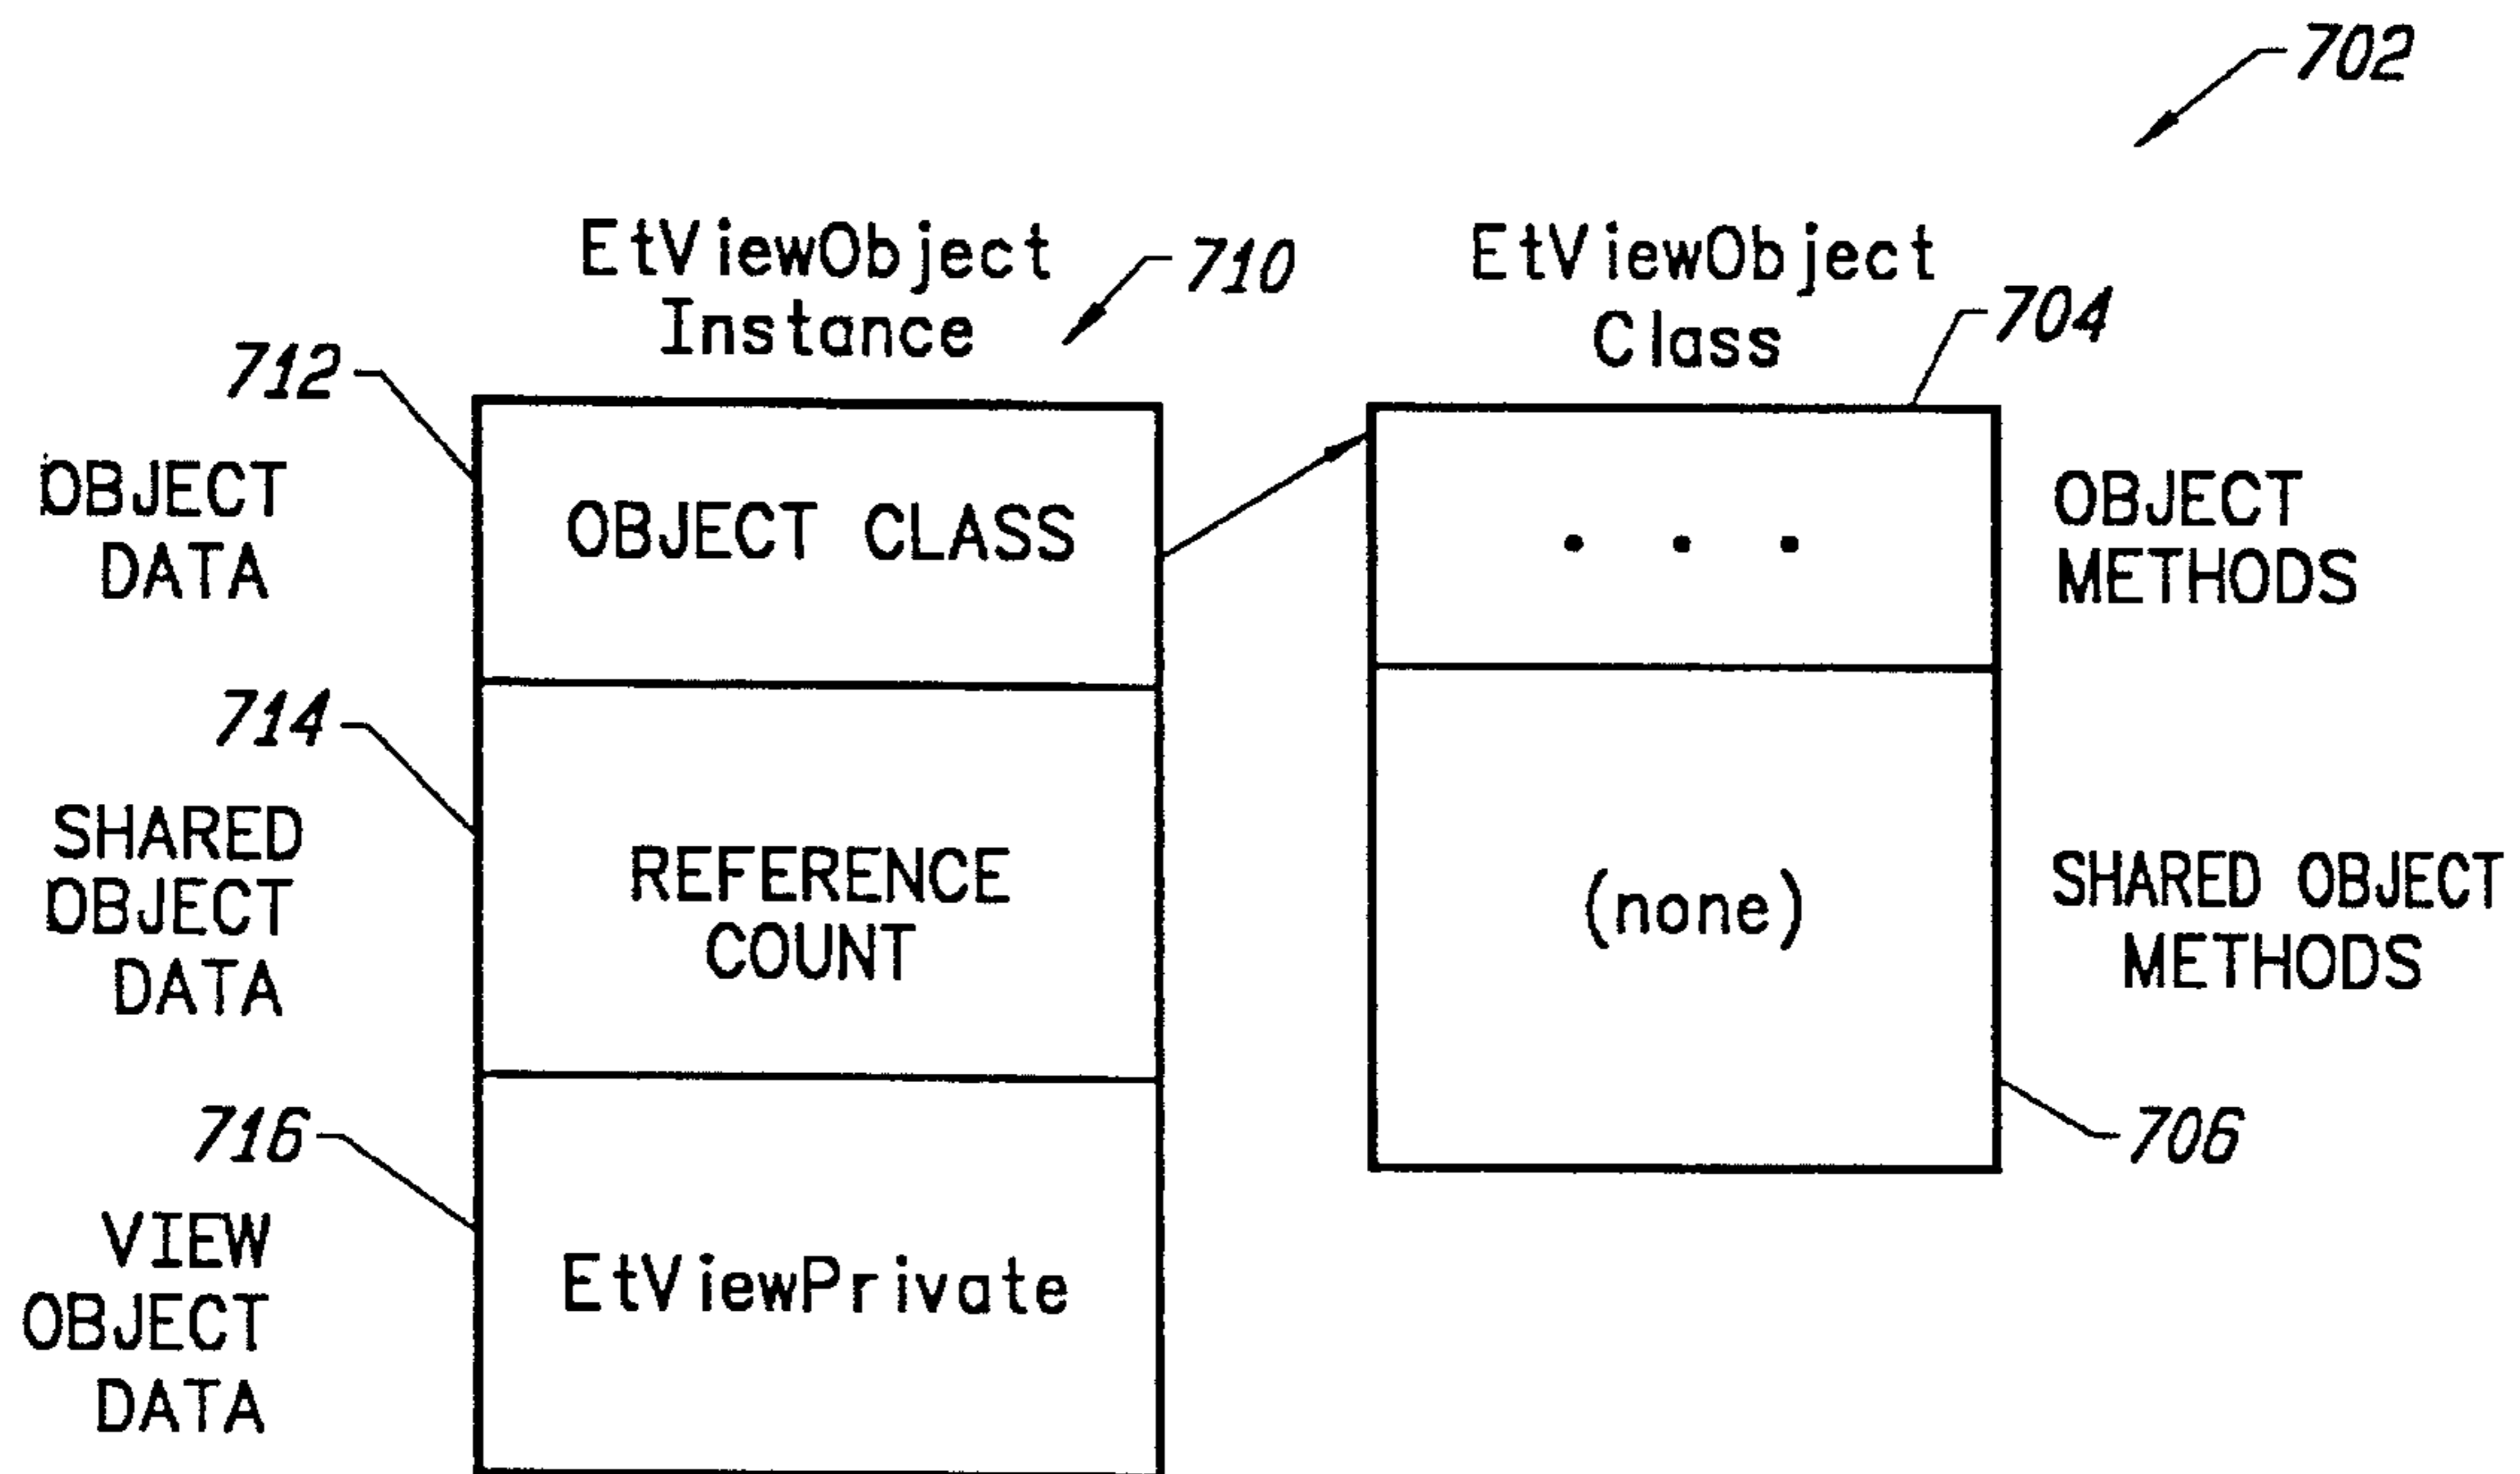 702
EtViewObject
Instance
710
EtViewObject
Class
704
712
OBJECT
DATA
OBJECT CLASS
. . .
OBJECT
METHODS
714
SHARED
OBJECT
DATA
REFERENCE
COUNT
(none)
SHARED OBJECT
METHODS
706
716
VIEW
OBJECT
DATA
EtViewPrivate